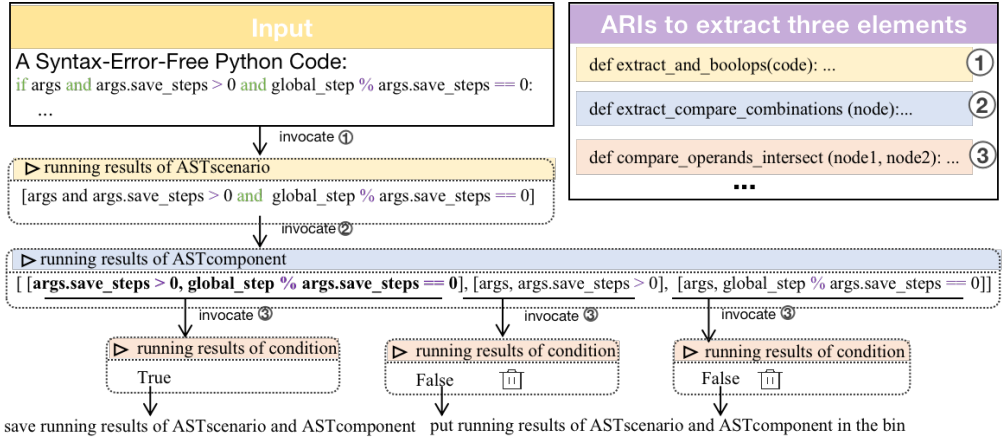 Input
A Syntax-Error-Free Python Code:
if args and args.save_steps > 0 and global_step % args.save_steps == 0:
...
ARIs to extract three elements
def extract_and_boolops(code): ...
①
def extract_compare_combinations (node):...
②
def compare_operands_intersect (node1, node2): ...
③
...
invocate ①
running results of ASTscenario
[args and args.save_steps > 0 and global_step % args.save_steps == 0]
invocate ②
running results of ASTcomponent
[ [args.save_steps > 0, global_step % args.save_steps == 0], [args, args.save_steps > 0], [args, global_step % args.save_steps == 0]]
invocate ③
invocate ③
invocate ③
running results of condition
running results of condition
running results of condition
True
False
False
save running results of ASTscenario and ASTcomponent
put running results of ASTscenario and ASTcomponent in the bin